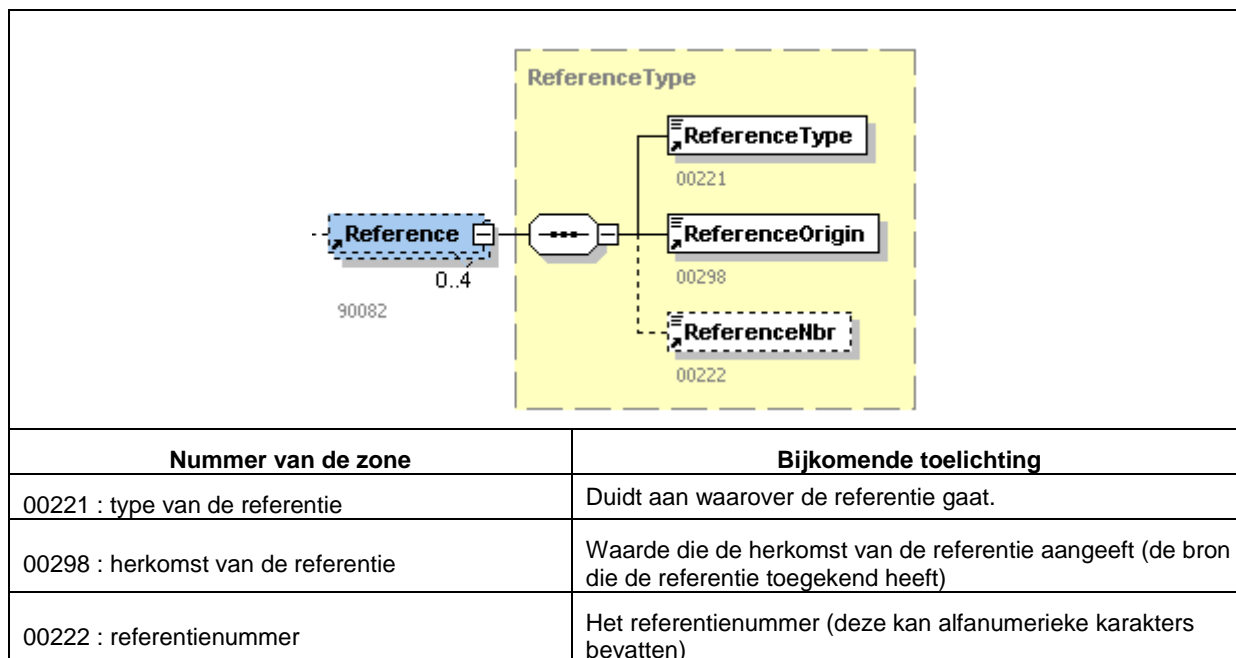 ReferenceType
ReferenceType
00221
Reference
0..4
90082
ReferenceOrigin
00298
ReferenceNbr
00222
Nummer van de zone
Bijkomende toelichting
00221 : type van de referentie
Duidt aan waarover de referentie gaat.
00298 : herkomst van de referentie
Waarde die de herkomst van de referentie aangeeft (de bron
die de referentie toegekend heeft)
00222 : referentienummer
Het referentienummer (deze kan alfanumerieke karakters
bevatten)